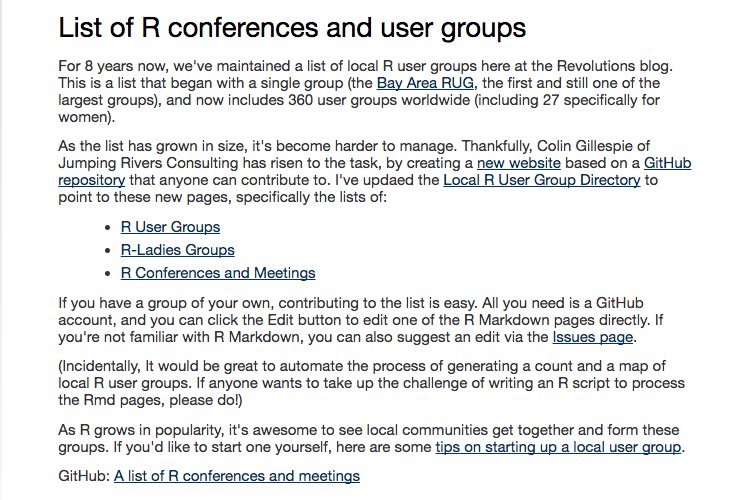 List of R conferences and user groups
For 8 years now, we've maintained a list of local R user groups here at the Revolutions blog.
This is a list that began with a single group (the Bay Area RUG, the first and still one of the
largest groups), and now includes 360 user groups worldwide (including 27 specifically for
women).
As the list has grown in size, it's become harder to manage. Thankfully, Colin Gillespie of
Jumping Rivers Consulting has risen to the task, by creating a new website based on a GitHub
repository that anyone can contribute to. I've updaed the Local R User Group Directory to
point to these new pages, specifically the lists of:
• R User Groups
• R-Ladies Groups
• R Conferences and Meetings
If you have a group of your own, contributing to the list is easy. All you need is a GitHub
account, and you can click the Edit button to edit one of the R Markdown pages directly. If
you're not familiar with R Markdown, you can also suggest an edit via the Issues page.
(Incidentally, It would be great to automate the process of generating a count and a map of
local R user groups. If anyone wants to take up the challenge of writing an R script to process
the Rmd pages, please do!)
As R grows in popularity, it's awesome to see local communities get together and form these
groups. If you'd like to start one yourself, here are some tips on starting up a local user group.
GitHub: A list of R conferences and meetings